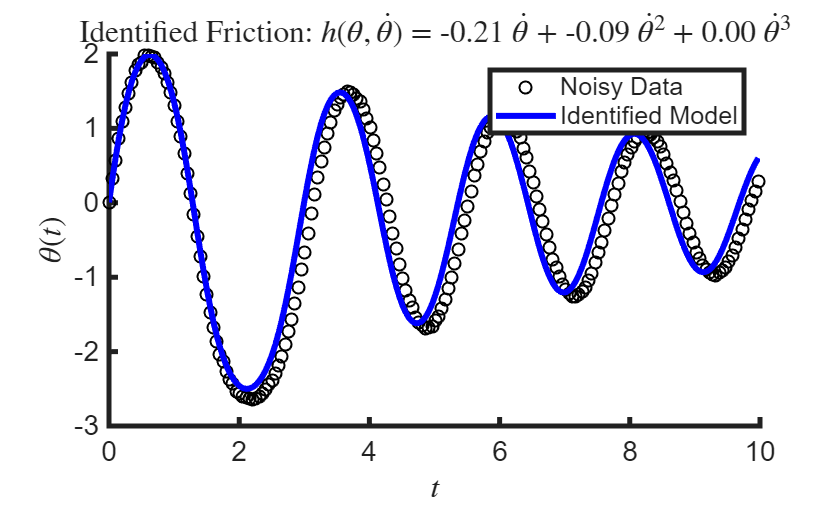 Identified Friction: h(θ, θ̇) = -0.21 θ̇ + -0.09 θ̇² + 0.00 θ̇³
Noisy Data
Identified Model
2
1
0
-1
-2
-3
θ(t)
0 2 4 6 8 10
t